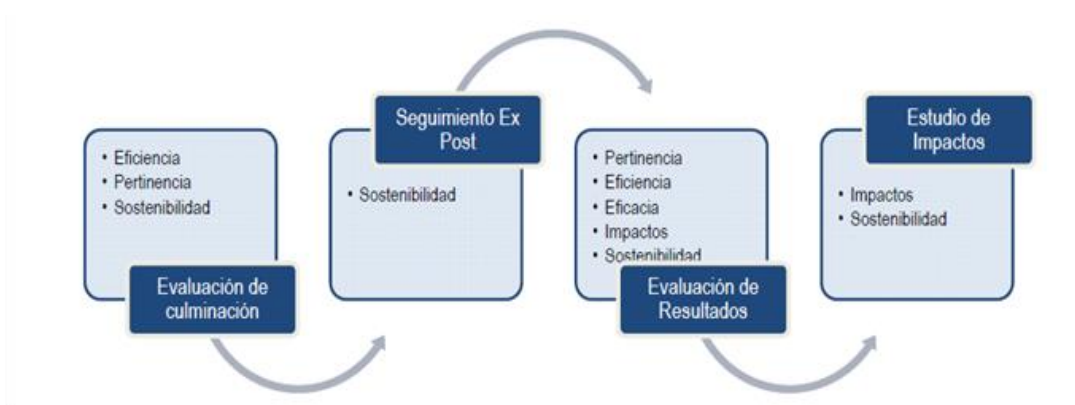 • Eficiencia
• Pertinencia
• Sostenibilidad
Evaluación de
culminación
Seguimiento Ex
Post
• Sostenibilidad
• Pertinencia
• Eficiencia
• Eficacia
• Impactos
• Sostenibilidad
Evaluación de
Resultados
Estudio de
Impactos
• Impactos
• Sostenibilidad